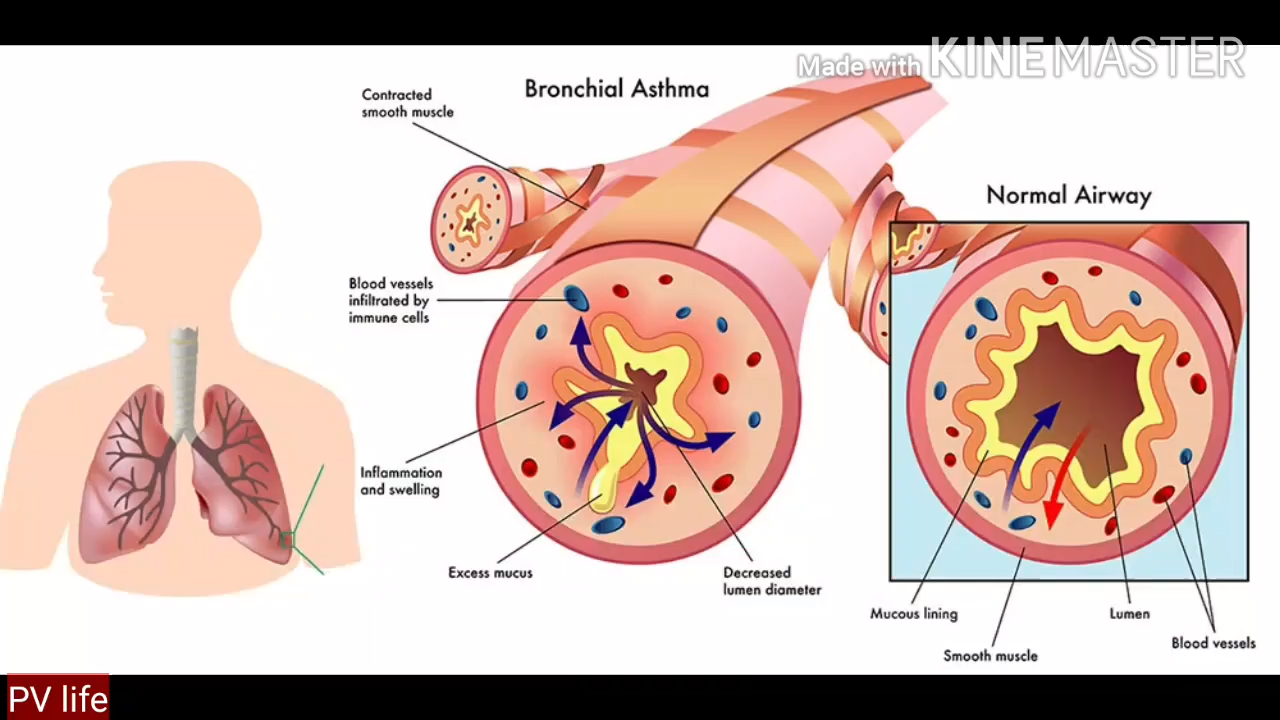 Made with KINEMASTER
Bronchial Asthma
Contracted
smooth muscle
Normal Airway
Blood vessels
infiltrated by
immune cells
Inflammation
and swelling
Excess mucus
Decreased
lumen diameter
Mucous lining
Lumen
Blood vessels
Smooth muscle
PV life